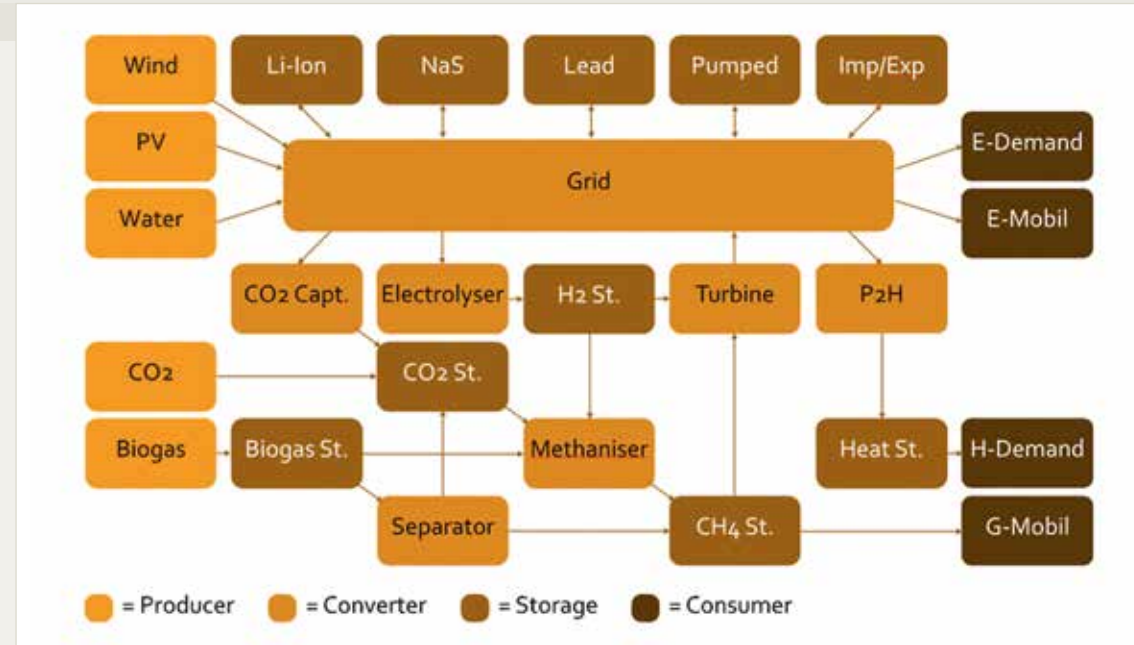 Wind
Li-Ion
NaS
Lead
Pumped
Imp/Exp
PV
E-Demand
Grid
Water
E-Mobil
CO2 Capt.
Electrolyser
H2 St.
Turbine
P2H
CO2
CO2 St.
Biogas
Biogas St.
Methaniser
Heat St.
H-Demand
Separator
CH4 St.
G-Mobil
= Producer
= Converter
= Storage
= Consumer